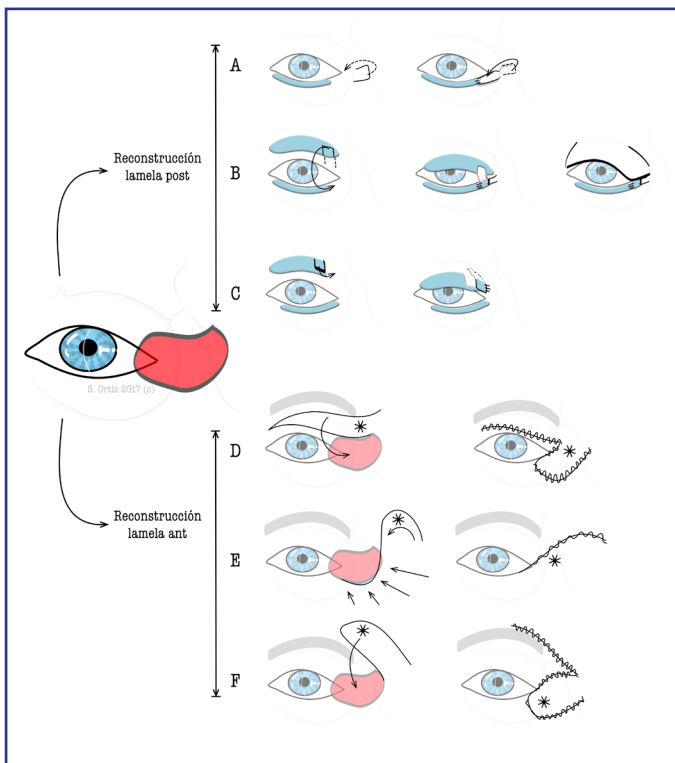 A
Reconstrucción
lamela post
B
C
S. Ortiz 2017 (c)
D
Reconstrucción
lamela ant
E
F